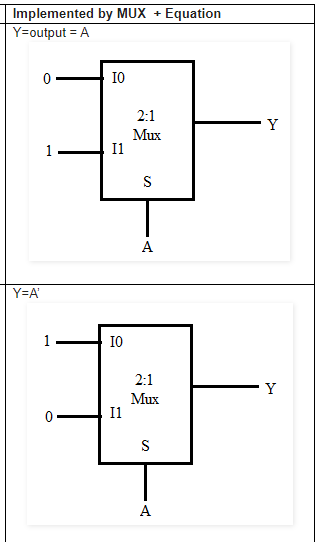 Implemented by MUX + Equation
Y=output = A
0 I0
2:1
Mux
Y
1 I1
S
A
Y=A'
1 I0
2:1
Mux
Y
0 I1
S
A